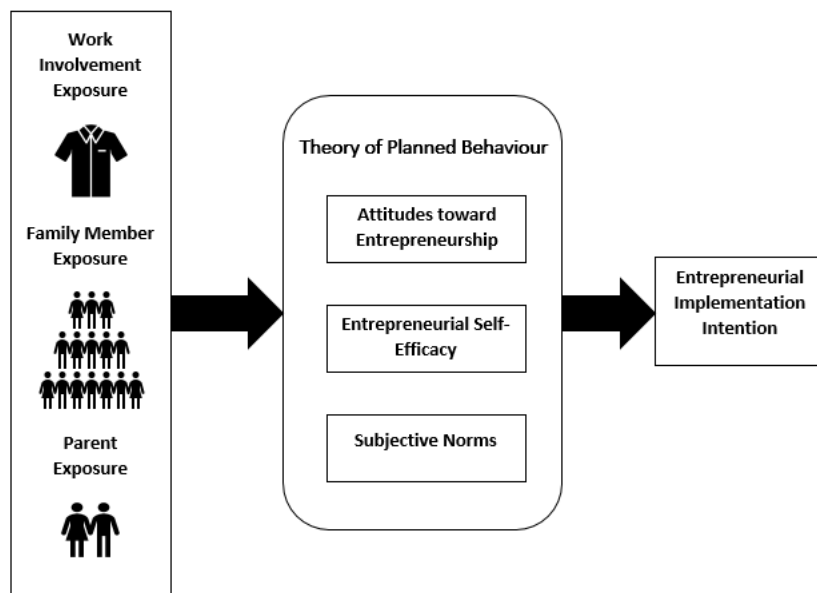 Work
Involvement
Exposure
Family Member
Exposure
Parent
Exposure
Theory of Planned Behaviour
Attitudes toward
Entrepreneurship
Entrepreneurial Self-
Efficacy
Subjective Norms
Entrepreneurial
Implementation
Intention